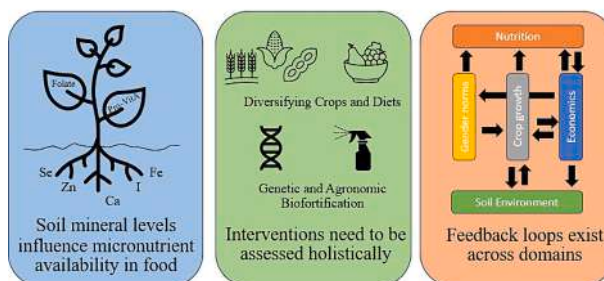 Folate
Pro-VitA
Se
Zn
Ca
I
Fe
Soil mineral levels
influence micronutrient
availability in food
Diversifying Crops and Diets
Genetic and Agronomic
Biofortification
Interventions need to be
assessed holistically
Nutrition
Gender norms
Crop growth
Economics
Soil Environment
Feedback loops exist
across domains